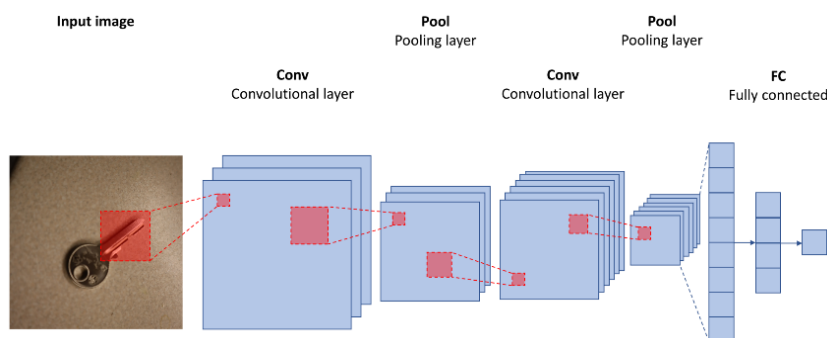 Input image
Pool
Pooling layer
Pool
Pooling layer
Conv
Convolutional layer
Conv
Convolutional layer
FC
Fully connected